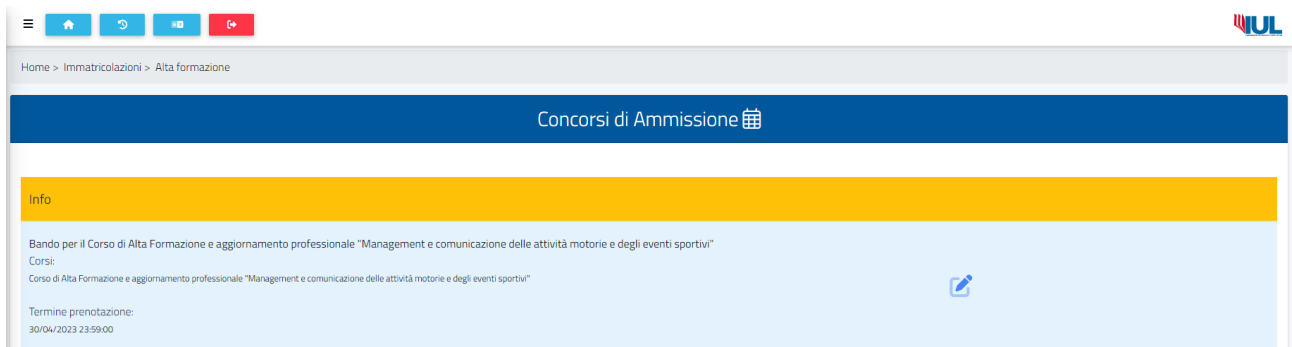 IUL
Home > Immatricolazioni > Alta formazione
Concorsi di Ammissione
Info
Bando per il Corso di Alta Formazione e aggiornamento professionale "Management e comunicazione delle attività motorie e degli eventi sportivi"
Corsi:
Corso di Alta Formazione e aggiornamento professionale "Management e comunicazione delle attività motorie e degli eventi sportivi"
Termine prenotazione:
30/04/2023 23:59:00